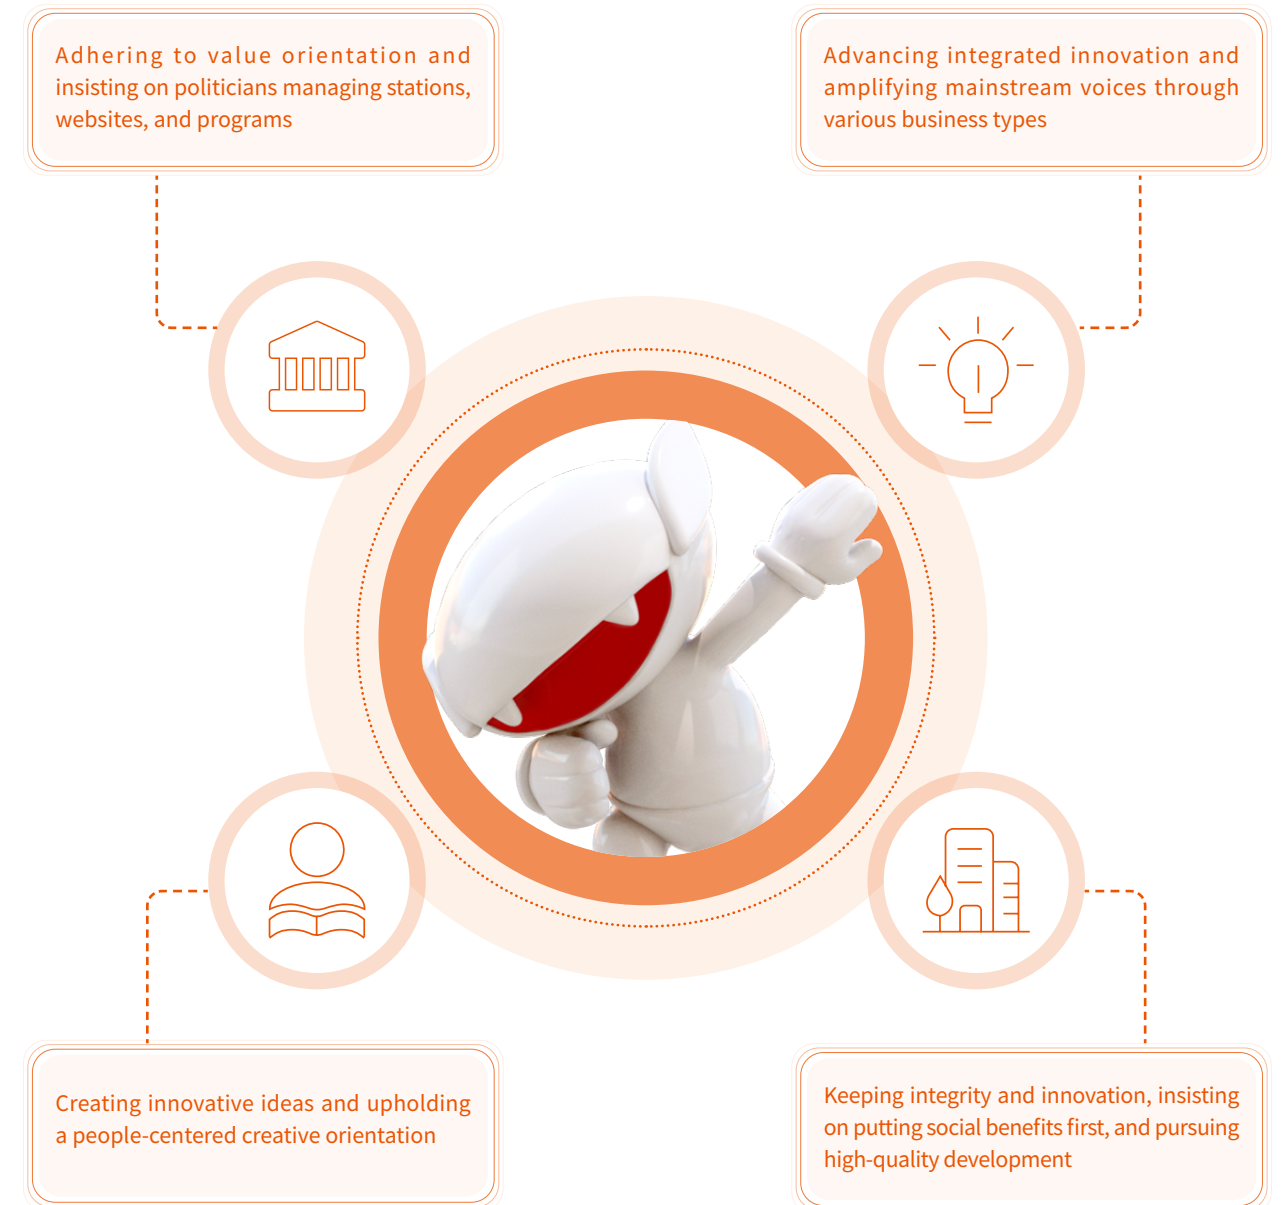 Adhering to value orientation and
insisting on politicians managing stations,
websites, and programs
Advancing integrated innovation and
amplifying mainstream voices through
various business types
Creating innovative ideas and upholding
a people-centered creative orientation
Keeping integrity and innovation, insisting
on putting social benefits first, and pursuing
high-quality development